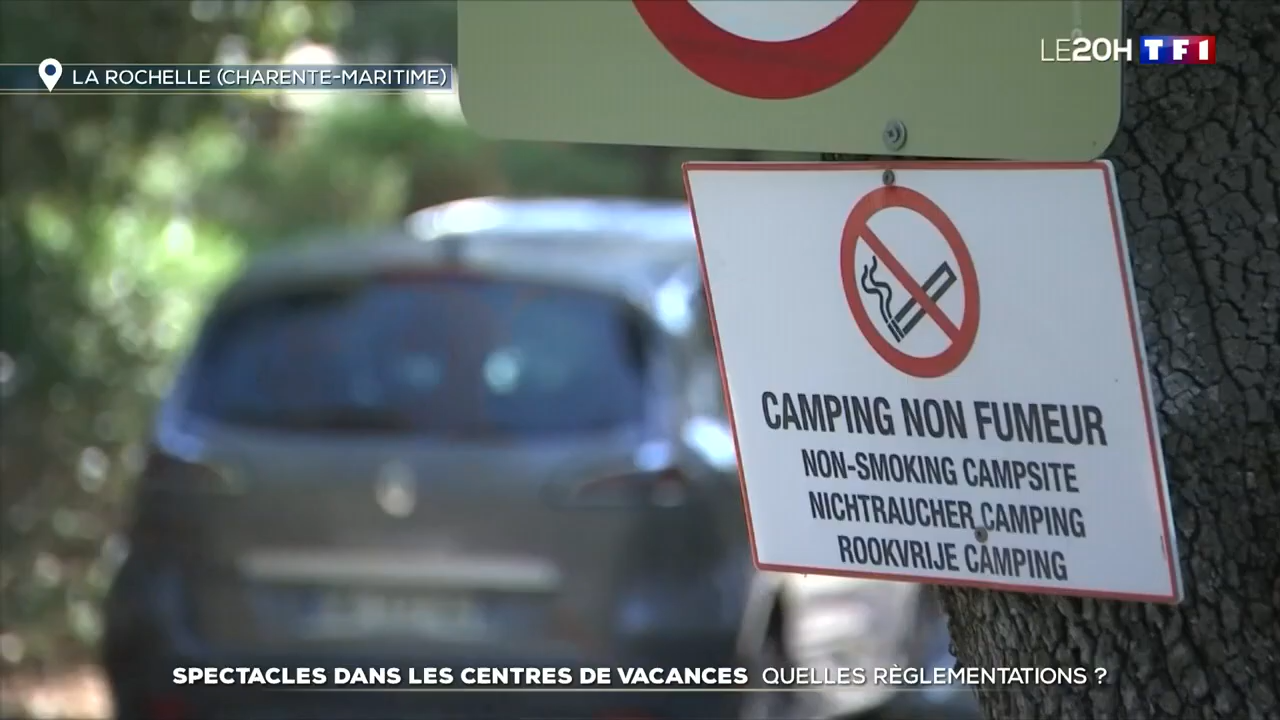 LE20H TF1
LA ROCHELLE (CHARENTE-MARITIME)
CAMPING NON FUMEUR
NON-SMOKING CAMPSITE
NICHTRAUCHER CAMPING
ROOKVRIJE CAMPING
SPECTACLES DANS LES CENTRES DE VACANCES QUELLES RÈGLEMENTATIONS ?